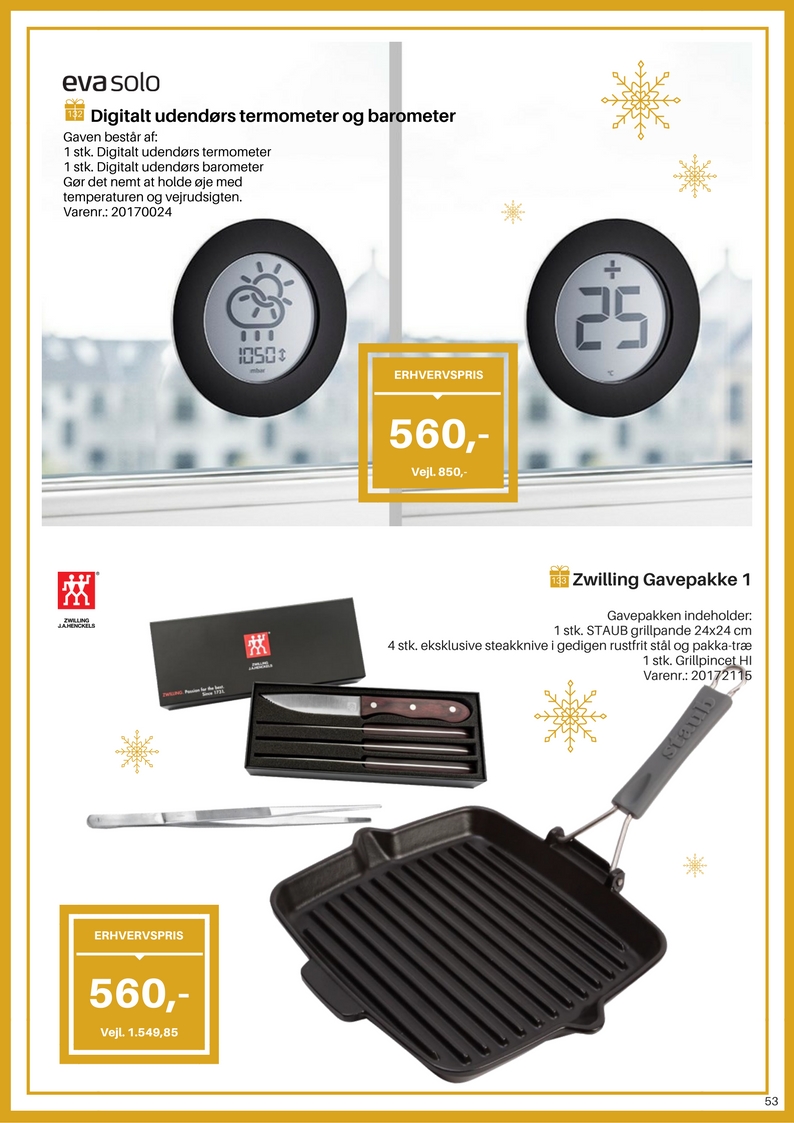 eva solo
132 Digitalt udendørs termometer og barometer
Gaven består af:
1 stk. Digitalt udendørs termometer
1 stk. Digitalt udendørs barometer
Gør det nemt at holde øje med
temperaturen og vejrudsigten.
Varenr.: 20170024
1050
mbar
+
25
°C
ERHVERVSPRIS
560,-
Vejl. 850,-
ZWILLING
J.A.HENCKELS
133 Zwilling Gavepakke 1
Gavepakken indeholder:
1 stk. STAUB grillpande 24x24 cm
4 stk. eksklusive steakknive i gedigen rustfrit stål og pakka-træ
1 stk. Grillpincet HI
Varenr.: 20172115
ZWILLING
J.A.HENCKELS
ZWILLING. Passion for the best.
Since 1731.
staub
ERHVERVSPRIS
560,-
Vejl. 1.549,85
53